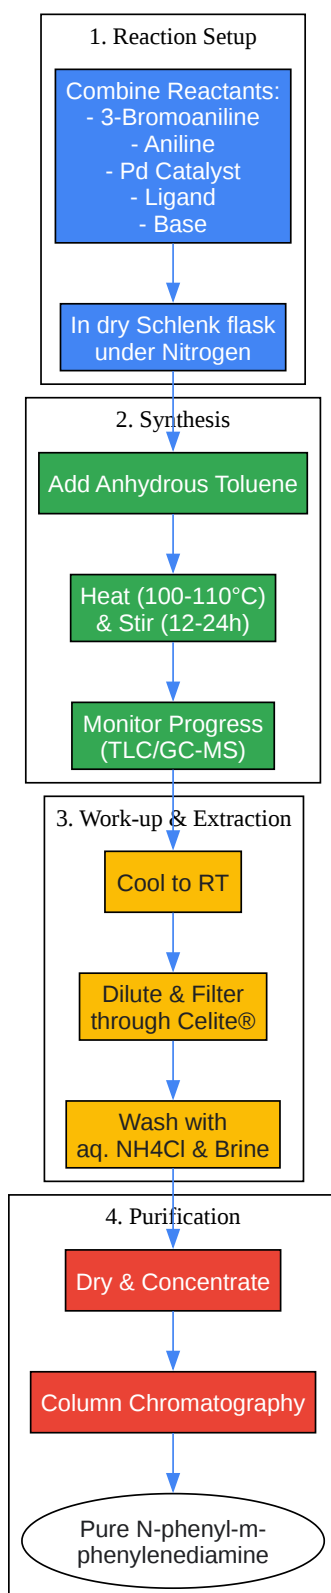 1. Reaction Setup
Combine Reactants:
- 3-Bromoaniline
- Aniline
- Pd Catalyst
- Ligand
- Base
In dry Schlenk flask
under Nitrogen
2. Synthesis
Add Anhydrous Toluene
Heat (100-110°C)
& Stir (12-24h)
Monitor Progress
(TLC/GC-MS)
3. Work-up & Extraction
Cool to RT
Dilute & Filter
through Celite®
Wash with
aq. NH4Cl & Brine
4. Purification
Dry & Concentrate
Column Chromatography
Pure N-phenyl-m-
phenylenediamine